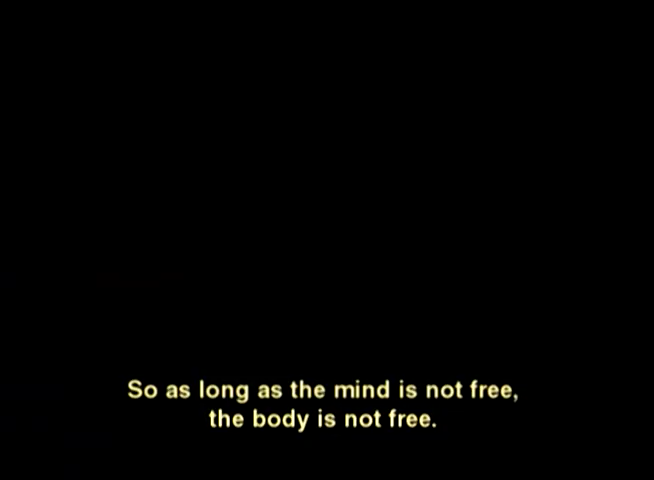 So as long as the mind is not free,
the body is not free.